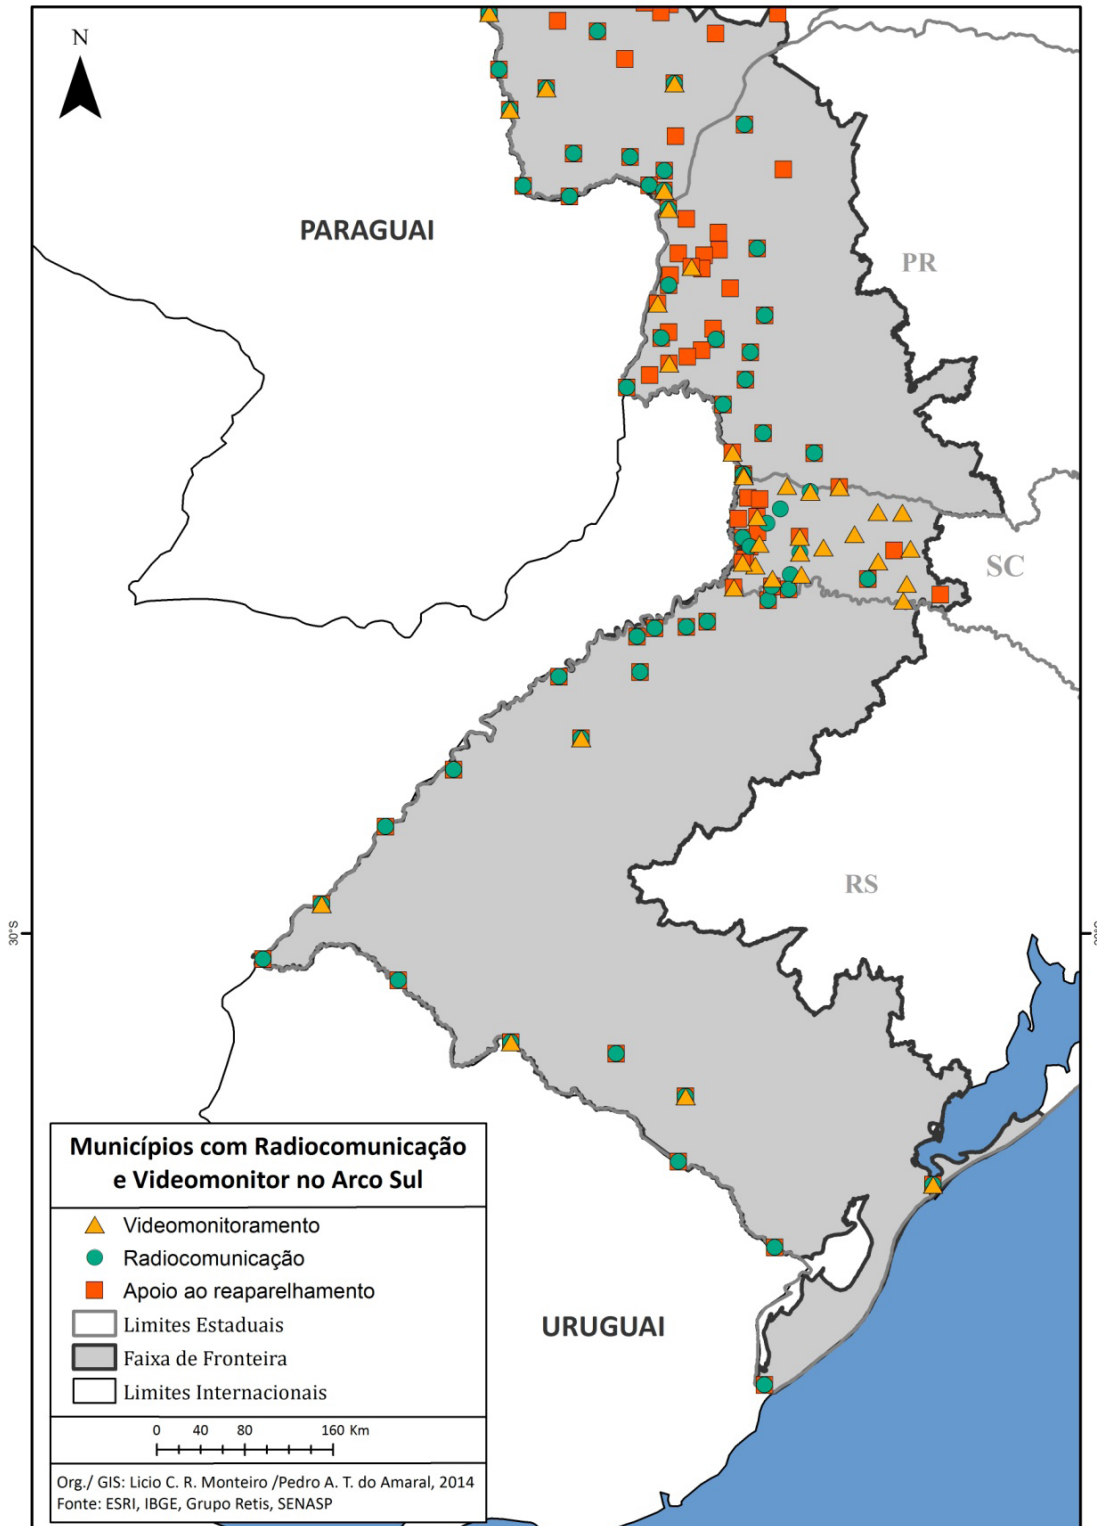 N
PARAGUAI
PR
SC
RS
30°S
30°S
URUGUAI
Municípios com Radiocomunicação
e Videomonitor no Arco Sul
Videomonitoramento
Radiocomunicação
Apoio ao reaparelhamento
Limites Estaduais
Faixa de Fronteira
Limites Internacionais
0 40 80 160 Km
Org./ GIS: Licio C. R. Monteiro /Pedro A. T. do Amaral, 2014
Fonte: ESRI, IBGE, Grupo Retis, SENASP